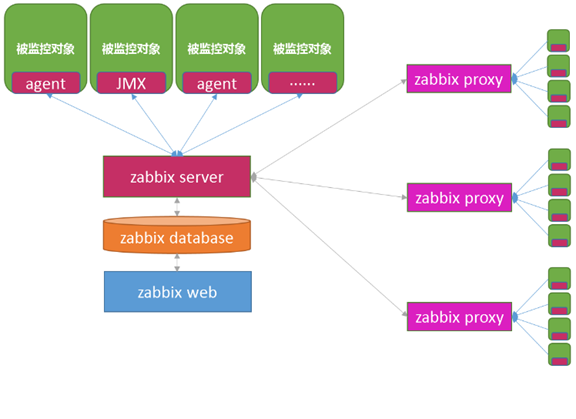 被监控对象
被监控对象
被监控对象
被监控对象
agent
JMX
agent
······
zabbix server
zabbix database
zabbix web
zabbix proxy
zabbix proxy
zabbix proxy